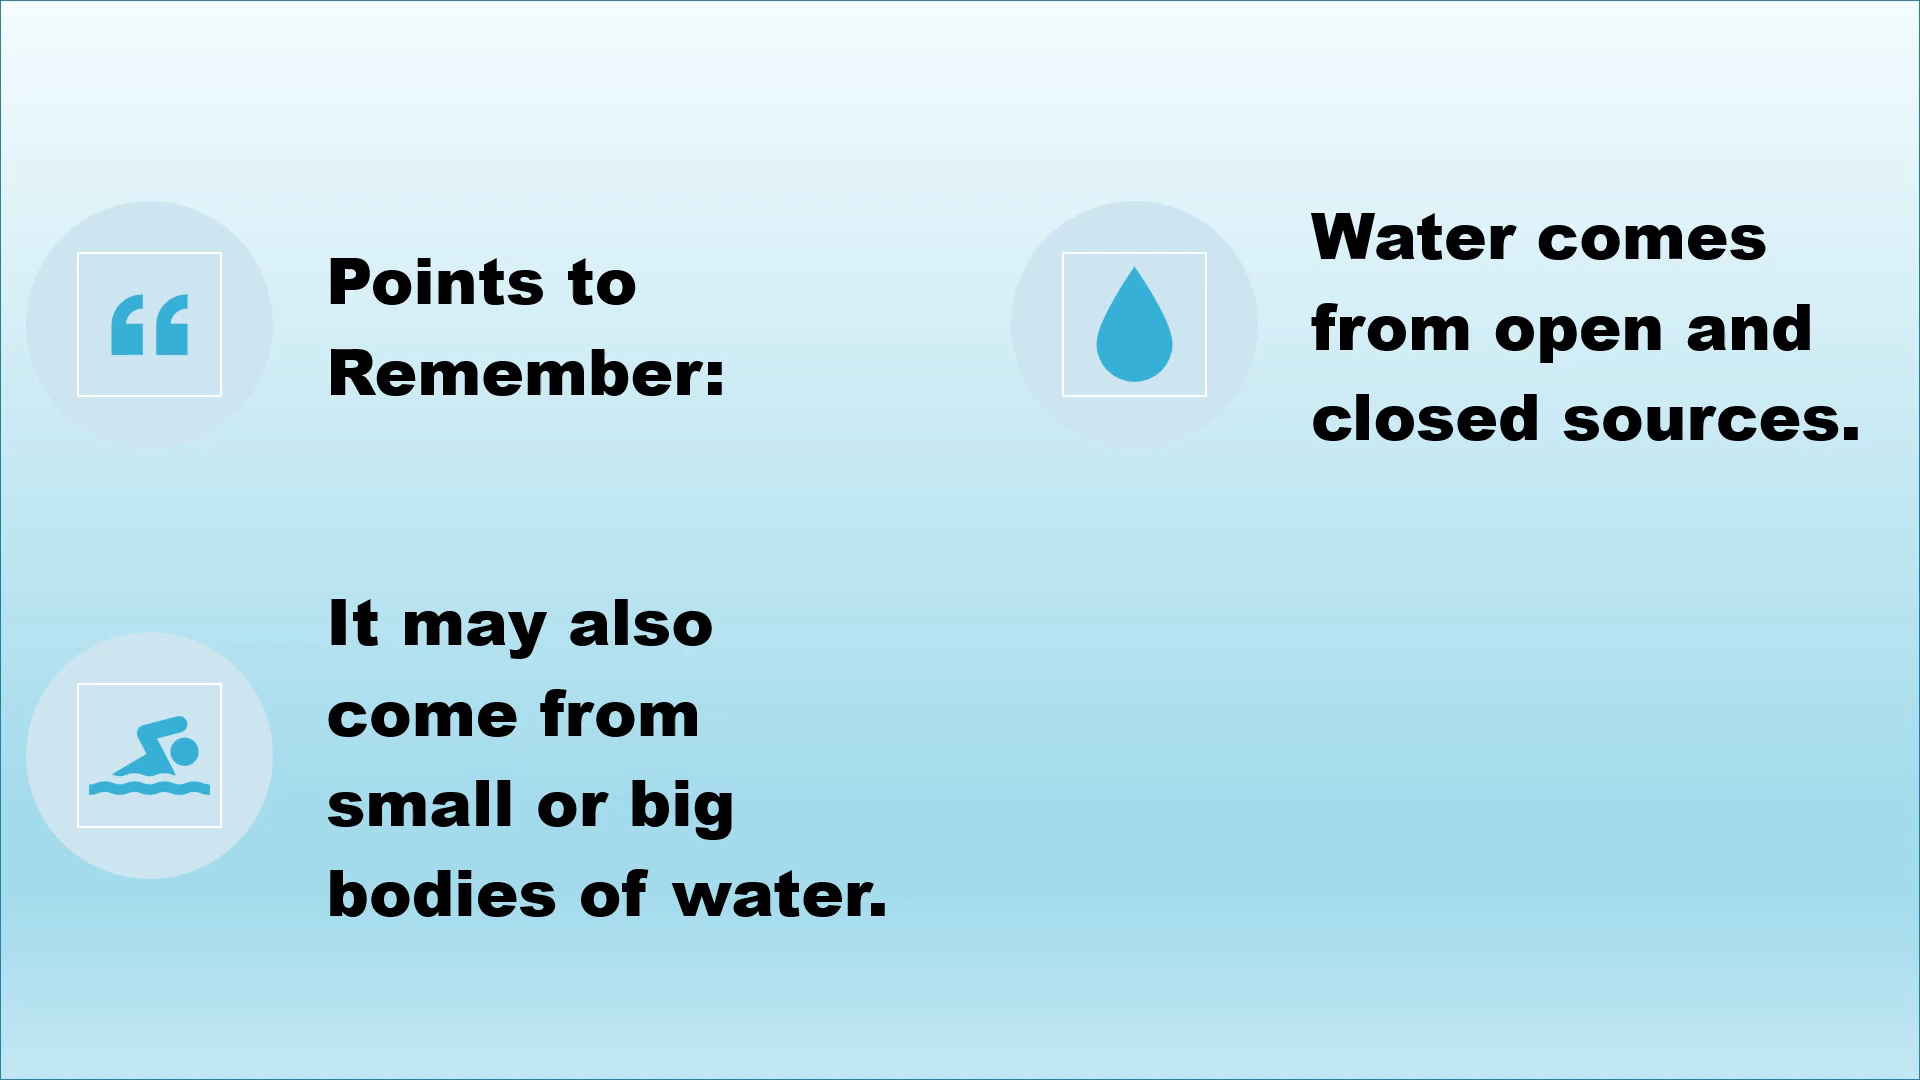 Points to
Remember:
Water comes
from open and
closed sources.
It may also
come from
small or big
bodies of water.